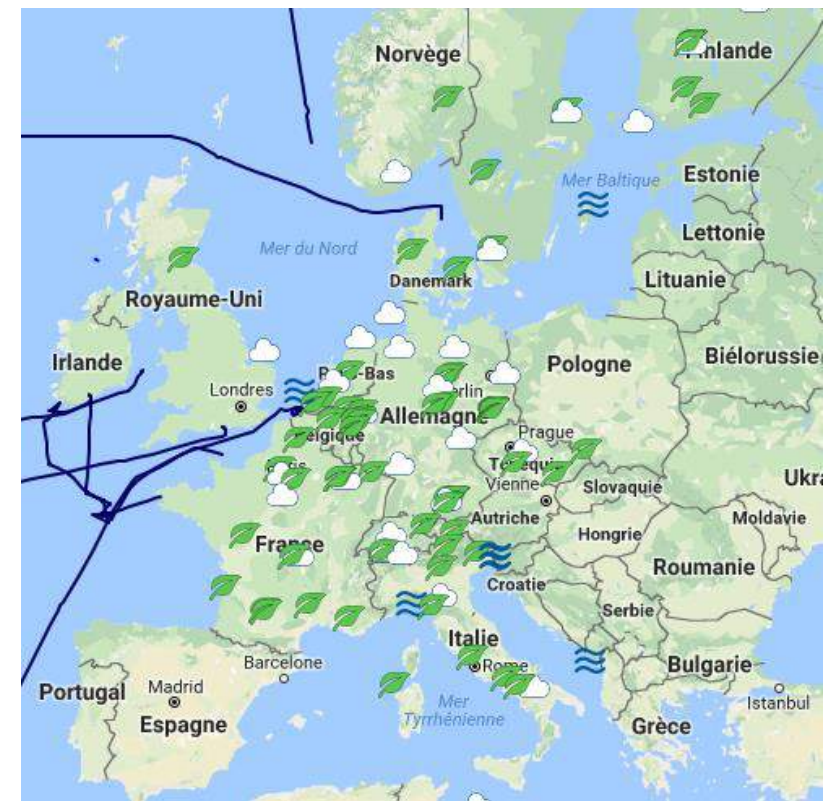 Norvège
Finlande
Estonie
Mer Baltique
Lettonie
Mer du Nord
Danemark
Lituanie
Royaume-Uni
Irlande
Pologne
Biélorussie
Londres
Allemagne
Belgique
Prague
Vienne
Slovaquie
Ukra
Autriche
Moldavie
Hongrie
France
Roumanie
Croatie
Serbie
Italie
Barcelone
Rome
Bulgarie
Portugal
Madrid
Mer
Tyrrhénienne
Istanbul
Espagne
Grèce